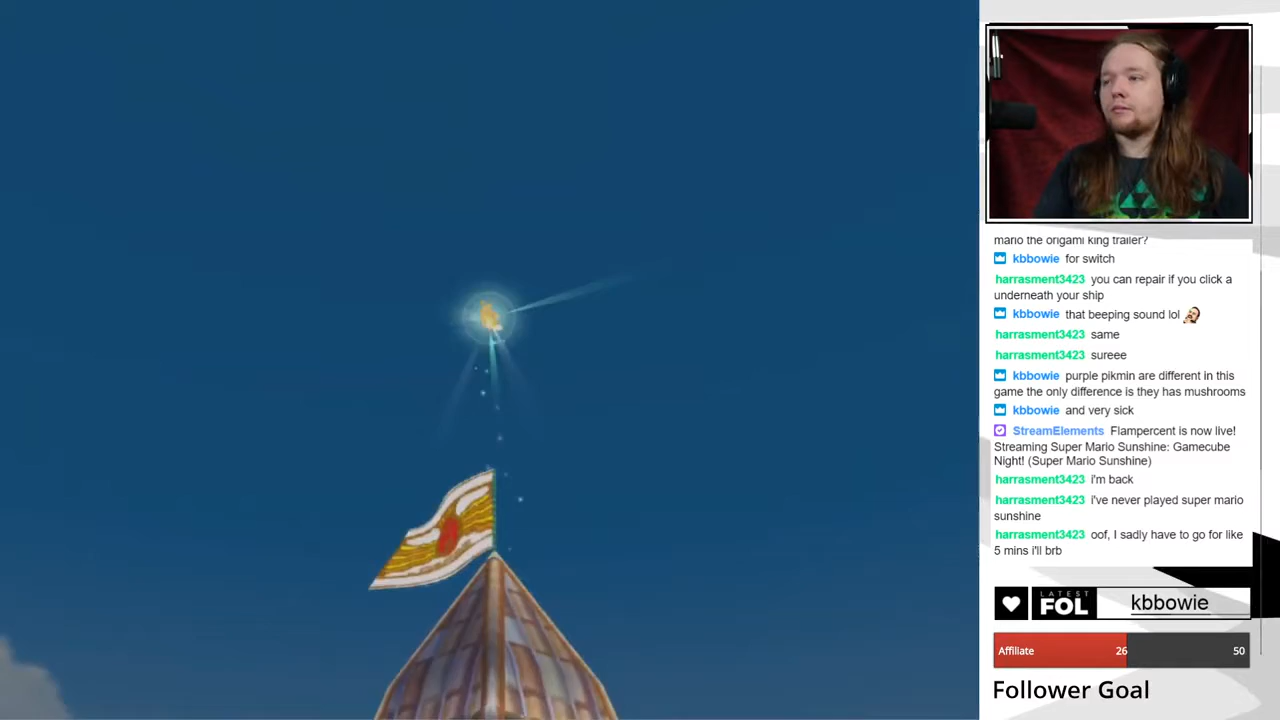 mario the origami king trailer?
kbbowie for switch
harrasment3423 you can repair if you click a
underneath your ship
kbbowie that beeping sound lol
harrasment3423 same
harrasment3423 sureee
kbbowie purple pikmin are different in this
game the only difference is they has mushrooms
kbbowie and very sick
StreamElements Flampercent is now live!
Streaming Super Mario Sunshine: Gamecube
Night! (Super Mario Sunshine)
harrasment3423 i'm back
harrasment3423 i've never played super mario
sunshine
harrasment3423 oof, I sadly have to go for like
5 mins i'll brb
LATEST
FOL
kbbowie
Affiliate 26 50
Follower Goal